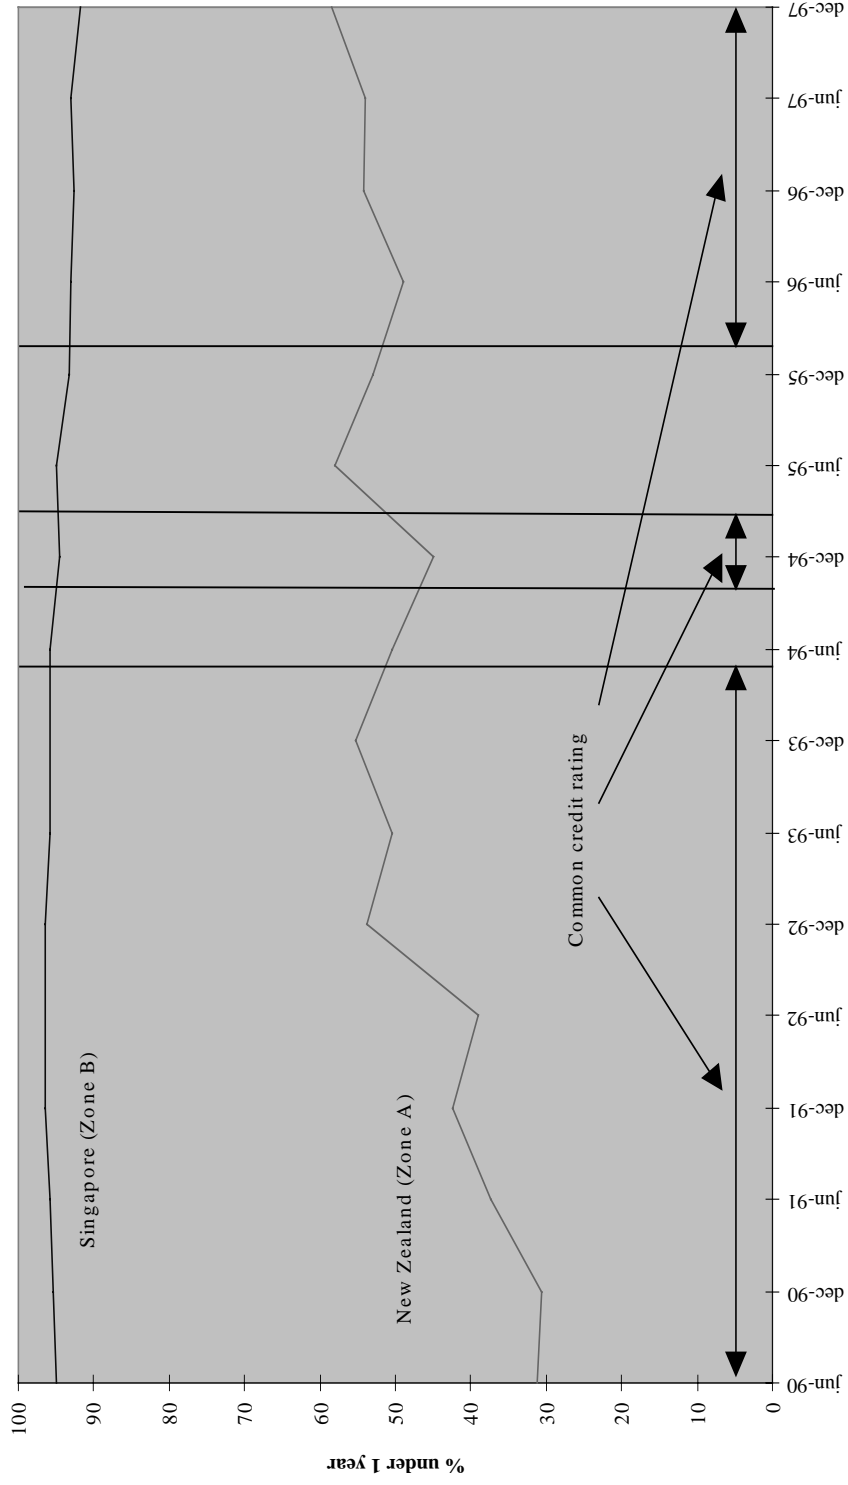 % under 1 year
100
90
80
70
60
50
40
30
20
10
0
Singapore (Zone B)
New Zealand (Zone A)
Common credit rating
jun-90
dec-90
jun-91
dec-91
jun-92
dec-92
jun-93
dec-93
jun-94
dec-94
jun-95
dec-95
jun-96
dec-96
jun-97
dec-97